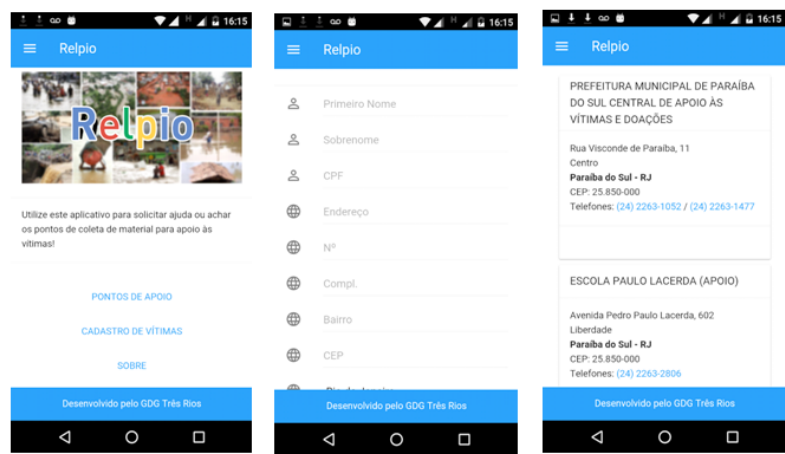 16:15
Relpio
Relpio
Utilize este aplicativo para solicitar ajuda ou achar
os pontos de coleta de material para apoio às
vítimas!
PONTOS DE APOIO
CADASTRO DE VÍTIMAS
SOBRE
Desenvolvido pelo GDG Três Rios
16:15
Relpio
Primeiro Nome
Sobrenome
CPF
Endereço
Nº
Compl.
Bairro
CEP
Desenvolvido pelo GDG Três Rios
16:15
Relpio
PREFEITURA MUNICIPAL DE PARAÍBA
DO SUL CENTRAL DE APOIO ÀS
VÍTIMAS E DOAÇÕES
Rua Visconde de Paraíba, 11
Centro
Paraíba do Sul - RJ
CEP: 25.850-000
Telefones: (24) 2263-1052 / (24) 2263-1477
ESCOLA PAULO LACERDA (APOIO)
Avenida Pedro Paulo Lacerda, 602
Liberdade
Paraíba do Sul - RJ
CEP: 25.850-000
Telefones: (24) 2263-2806
Desenvolvido pelo GDG Três Rios